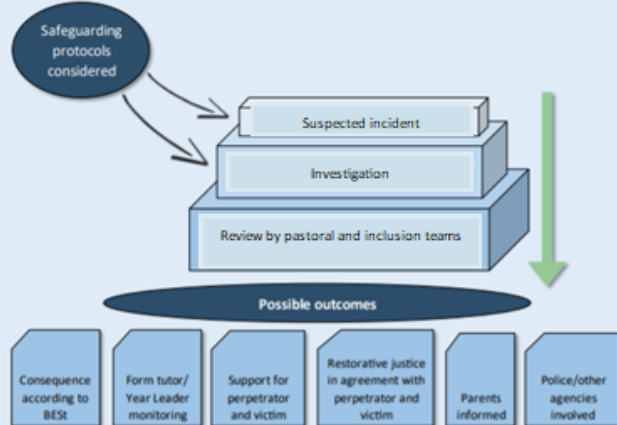 Safeguarding
protocols
considered
Suspected incident
Investigation
Review by pastoral and inclusion teams
Possible outcomes
Consequence
according to
BESt
Form tutor/
Year Leader
monitoring
Support for
perpetrator
and victim
Restorative justice
in agreement with
perpetrator and
victim
Parents
informed
Police/other
agencies
involved